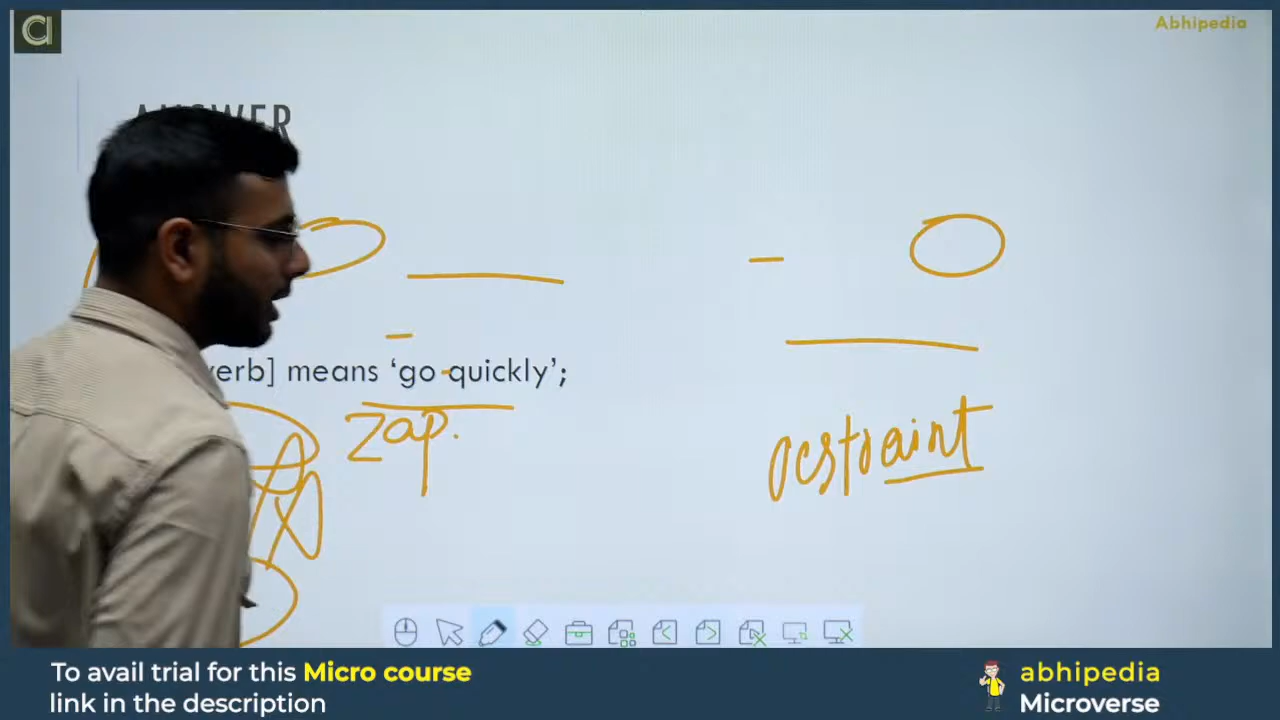 Abhipedia
ANSWER
verb] means ‘go quickly’;
zap.
restraint
To avail trial for this Micro course
link in the description
abhipedia
Microverse